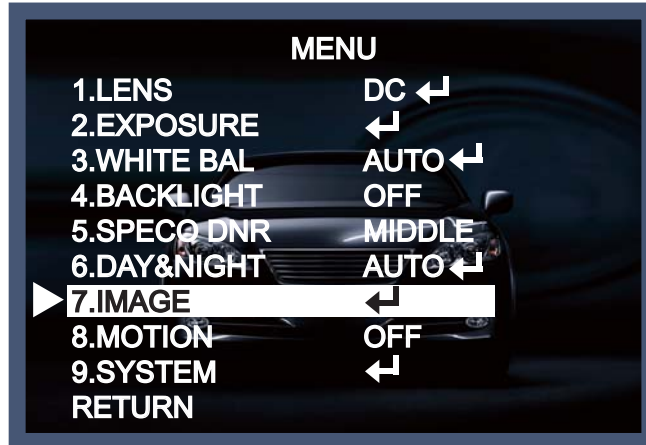 MENU
1.LENS DC ↵
2.EXPOSURE ↵
3.WHITE BAL AUTO ↵
4.BACKLIGHT OFF
5.SPECO DNR MIDDLE
6.DAY&NIGHT AUTO ↵
7.IMAGE ↵
8.MOTION OFF
9.SYSTEM ↵
RETURN